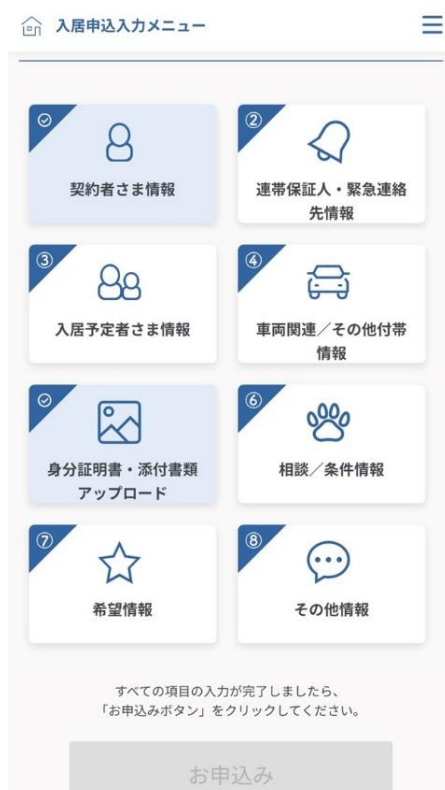 入居申込入力メニュー
契約者さま情報
②
連帯保証人・緊急連絡
先情報
③
入居予定者さま情報
④
車両関連／その他付帯
情報
身分証明書・添付書類
アップロード
⑥
相談／条件情報
⑦
希望情報
⑧
その他情報
すべての項目の入力が完了しましたら、
「お申込みボタン」をクリックしてください。
お申込み